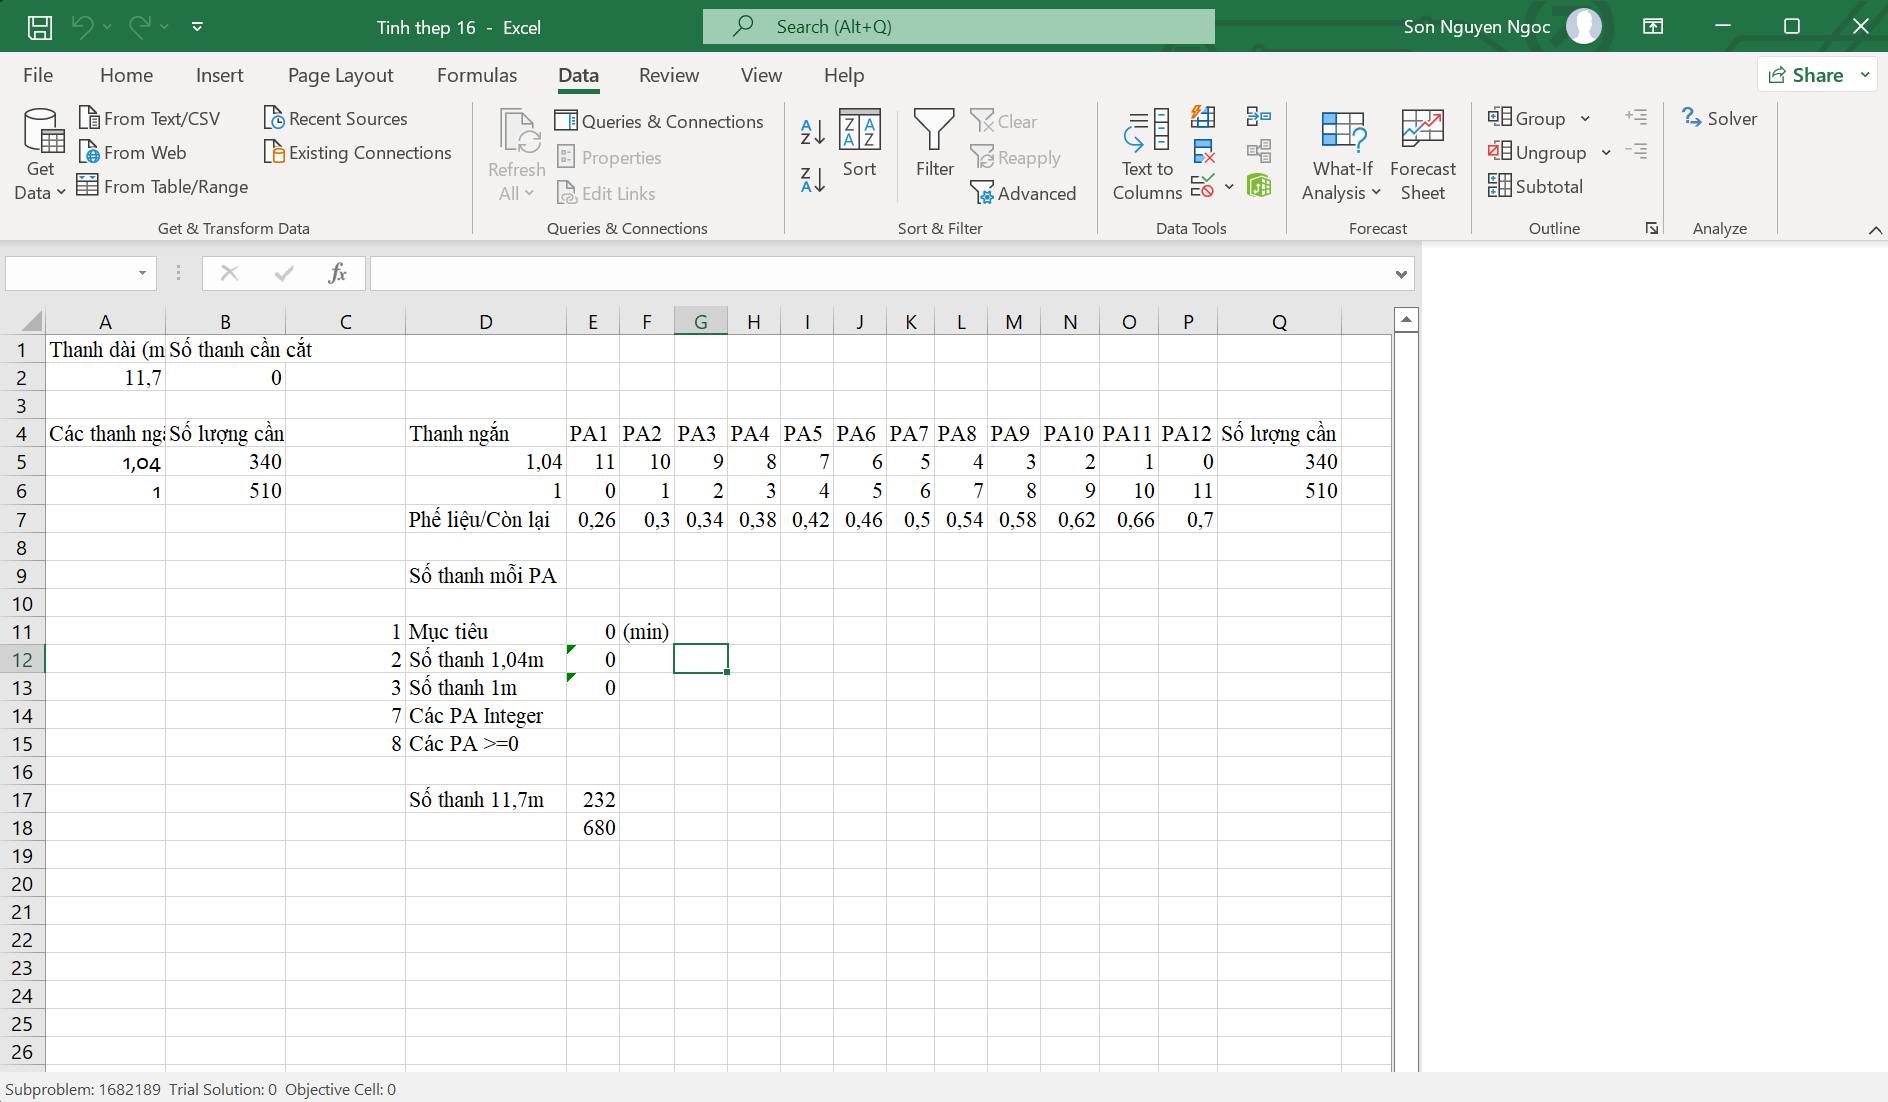 Tinh thep 16 - Excel
Search (Alt+Q)
Son Nguyen Ngoc
File Home Insert Page Layout Formulas Data Review View Help
Share
Get Data
From Text/CSV
From Web
From Table/Range
Recent Sources
Existing Connections
Get & Transform Data
Refresh All
Queries & Connections
Properties
Edit Links
Queries & Connections
Sort
Filter
Clear
Reapply
Advanced
Sort & Filter
Text to Columns
Data Tools
What-If Analysis
Forecast Sheet
Forecast
Group
Ungroup
Subtotal
Outline
Solver
Analyze
fx
A B C D E F G H I J K L M N O P Q
1 Thanh dài (m Số thanh cần cắt
2 11,7 0
3
4 Các thanh ngắ Số lượng cần Thanh ngắn PA1 PA2 PA3 PA4 PA5 PA6 PA7 PA8 PA9 PA10 PA11 PA12 Số lượng cần
5 1,04 340 1,04 11 10 9 8 7 6 5 4 3 2 1 0 340
6 1 510 1 0 1 2 3 4 5 6 7 8 9 10 11 510
7 Phế liệu/Còn lại 0,26 0,3 0,34 0,38 0,42 0,46 0,5 0,54 0,58 0,62 0,66 0,7
8
9 Số thanh mỗi PA
10
11 1 Mục tiêu 0 (min)
12 2 Số thanh 1,04m 0
13 3 Số thanh 1m 0
14 7 Các PA Integer
15 8 Các PA >=0
16
17 Số thanh 11,7m 232
18 680
19
20
21
22
23
24
25
26
Subproblem: 1682189 Trial Solution: 0 Objective Cell: 0